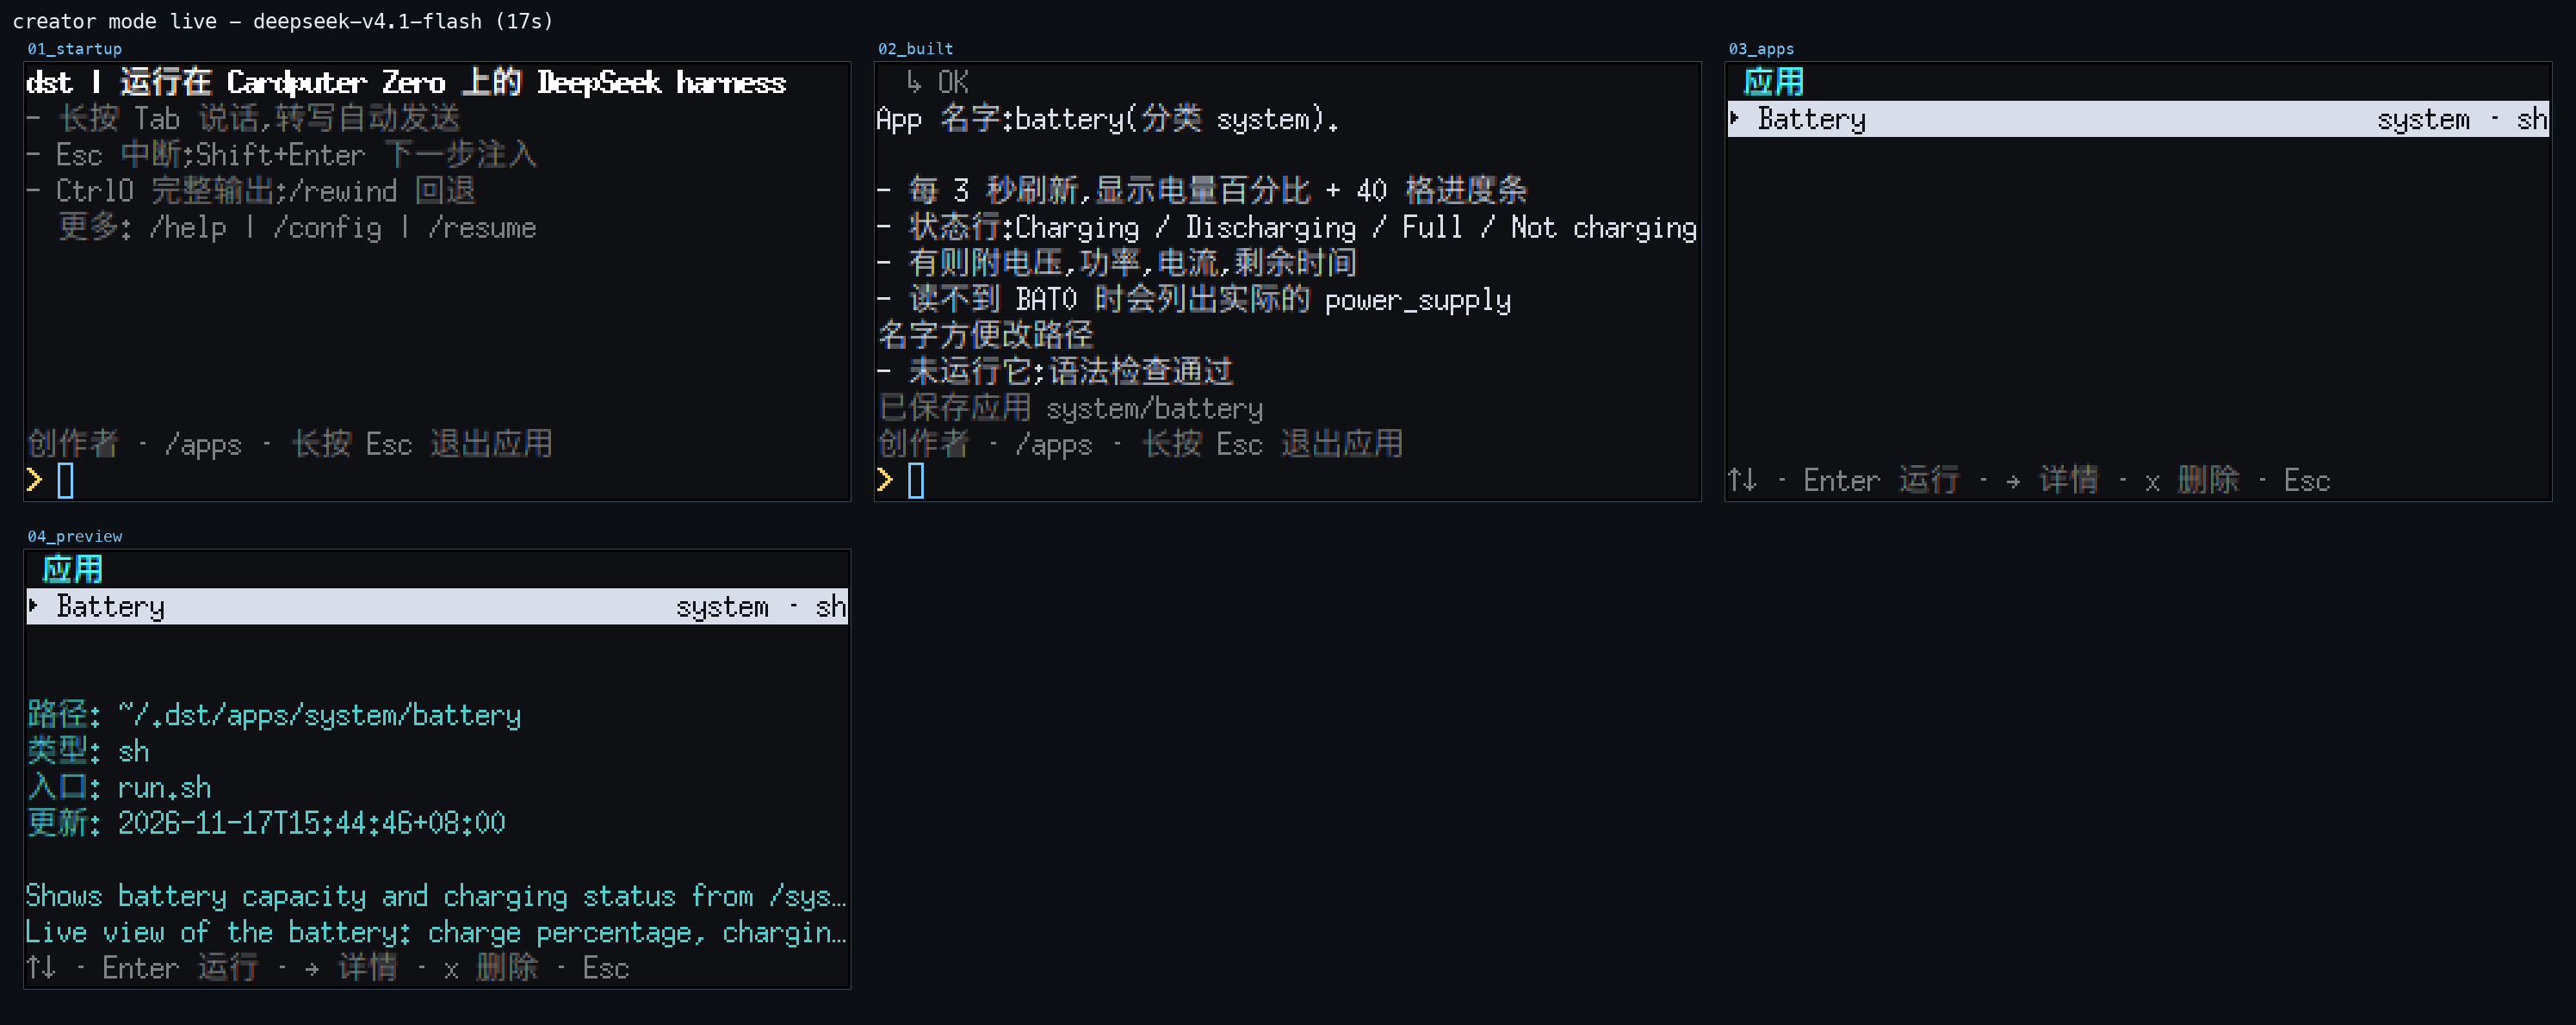 creator mode live — deepseek-v4.1-flash (17s)
01_startup
dst | 运行在 Cardputer Zero 上的 DeepSeek harness
- 长按 Tab 说话,转写自动发送
- Esc 中断;Shift+Enter 下一步注入
- CtrlO 完整输出;/rewind 回退
更多: /help | /config | /resume
创作者 · /apps · 长按 Esc 退出应用
>
02_built
↳ OK
App 名字:battery(分类 system).
- 每 3 秒刷新,显示电量百分比 + 40 格进度条
- 状态行:Charging / Discharging / Full / Not charging
- 有则附电压,功率,电流,剩余时间
- 读不到 BAT0 时会列出实际的 power_supply
名字方便改路径
- 未运行它;语法检查通过
已保存应用 system/battery
创作者 · /apps · 长按 Esc 退出应用
>
03_apps
应用
▸ Battery system · sh
↑↓ · Enter 运行 · → 详情 · x 删除 · Esc
04_preview
应用
▸ Battery system · sh
路径: ~/.dst/apps/system/battery
类型: sh
入口: run.sh
更新: 2026-11-17T15:44:46+08:00
Shows battery capacity and charging status from /sys…
Live view of the battery: charge percentage, chargin…
↑↓ · Enter 运行 · → 详情 · x 删除 · Esc